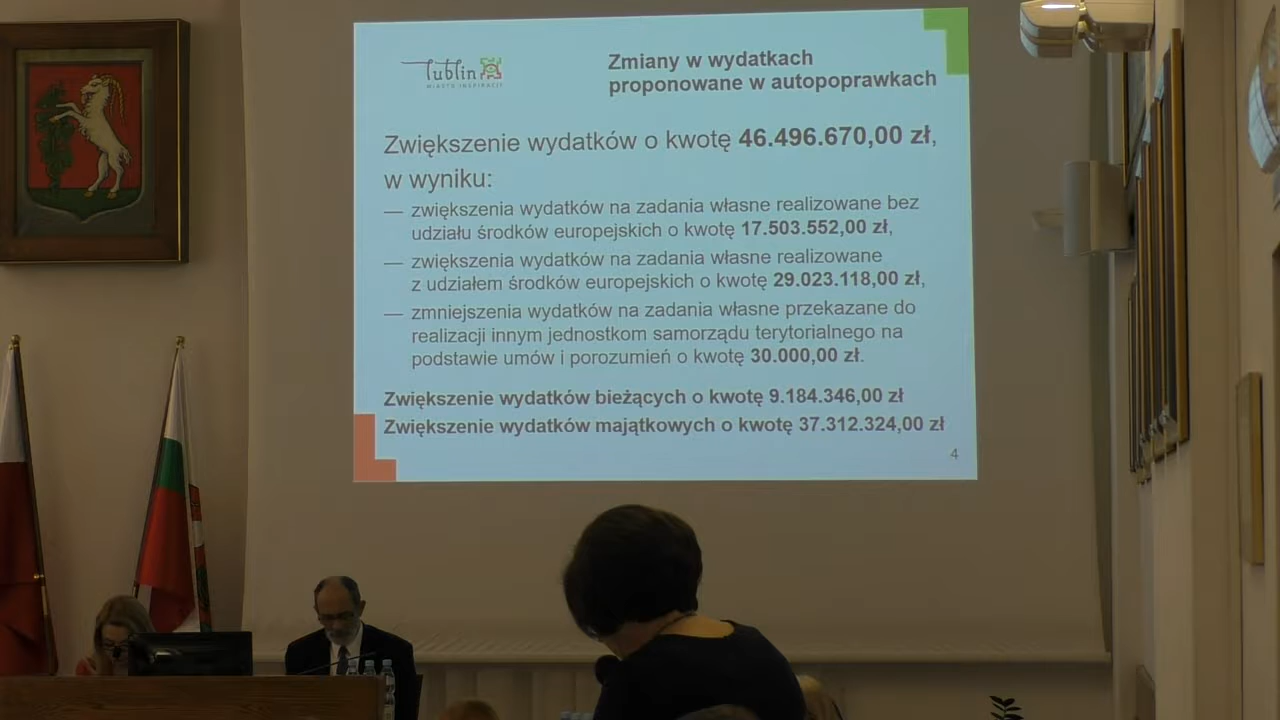 lublin
MIASTO INSPIRACJI
Zmiany w wydatkach
proponowane w autopoprawkach
Zwiększenie wydatków o kwotę 46.496.670,00 zł,
w wyniku:
— zwiększenia wydatków na zadania własne realizowane bez
udziału środków europejskich o kwotę 17.503.552,00 zł,
— zwiększenia wydatków na zadania własne realizowane
z udziałem środków europejskich o kwotę 29.023.118,00 zł,
— zmniejszenia wydatków na zadania własne przekazane do
realizacji innym jednostkom samorządu terytorialnego na
podstawie umów i porozumień o kwotę 30.000,00 zł.
Zwiększenie wydatków bieżących o kwotę 9.184.346,00 zł
Zwiększenie wydatków majątkowych o kwotę 37.312.324,00 zł
4